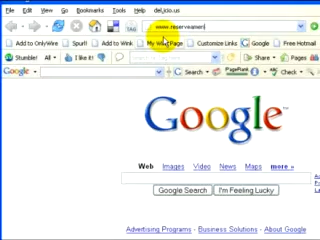 File Edit View Go Bookmarks Tools Help del.icio.us
TAG www.reserveameri
Add to OnlyWire Spurl! Add to Wink My Web Page Customize Links Google Free Hotmail
Stumble! All I like it! Share Pages
Google Search PageRank Check
Google
Web Images Video News Maps more »
Google Search I'm Feeling Lucky
Advertising Programs - Business Solutions - About Google